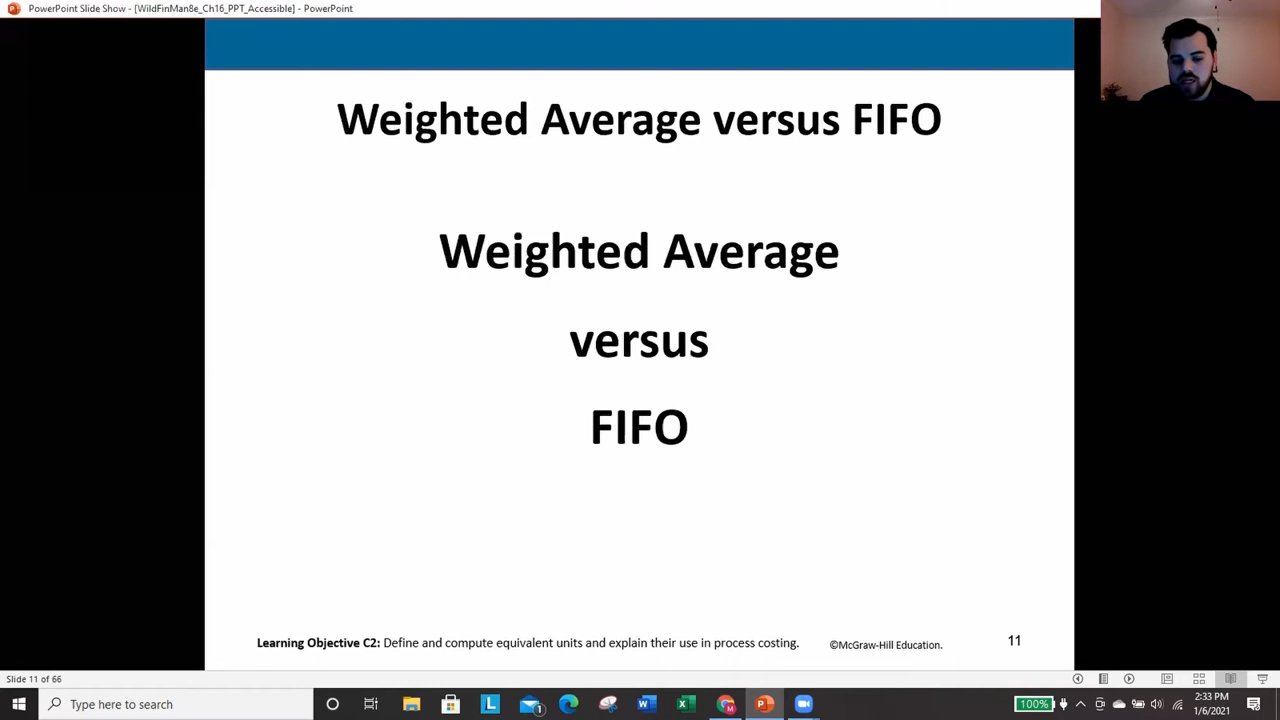 PowerPoint Slide Show - [WildFinMan8e_Ch16_PPT_Accessible] - PowerPoint
Weighted Average versus FIFO
Weighted Average
versus
FIFO
Learning Objective C2: Define and compute equivalent units and explain their use in process costing.
©McGraw-Hill Education.
11
Slide 11 of 66
Type here to search
100%
2:33 PM
1/6/2021